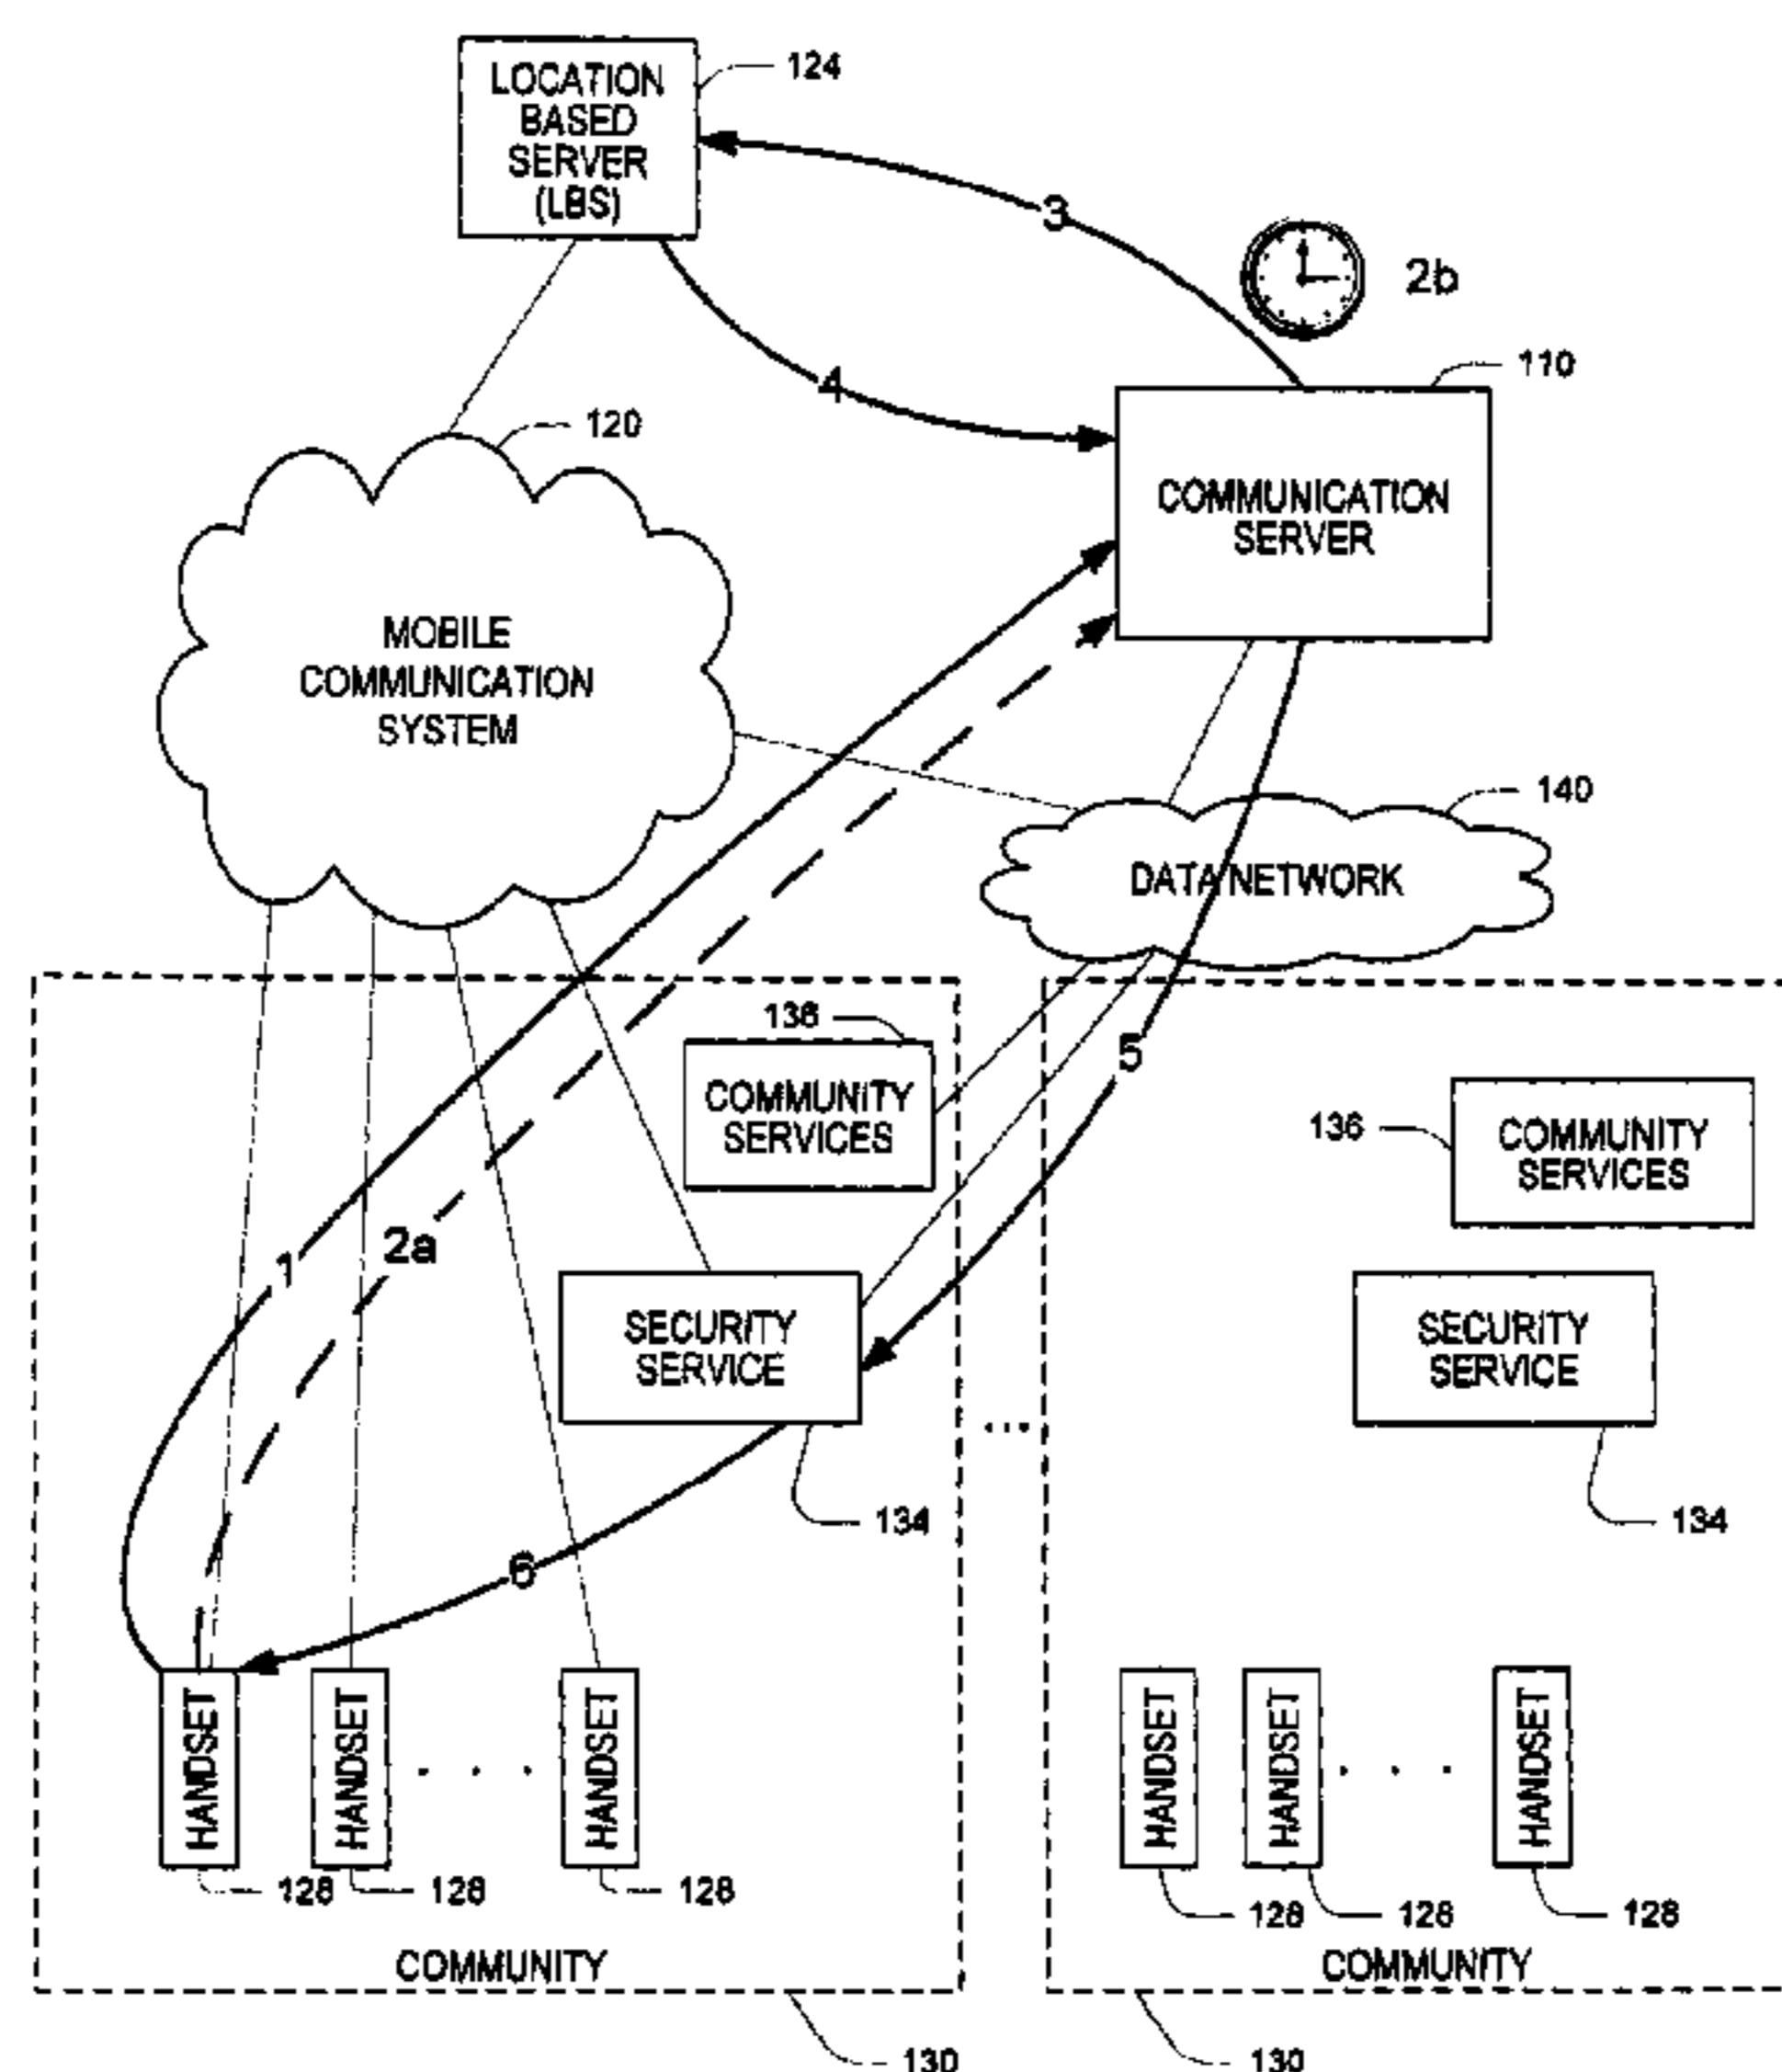 LOCATION
BASED
SERVER
(LBS)
124
3
2b
4
110
120
COMMUNICATION
SERVER
MOBILE
COMMUNICATION
SYSTEM
140
DATA NETWORK
136
COMMUNITY
SERVICES
5
136
COMMUNITY
SERVICES
1
2a
SECURITY
SERVICE
SECURITY
SERVICE
...
134
134
6
HANDSET
HANDSET
. . .
HANDSET
HANDSET
HANDSET
. . .
HANDSET
128
128
128
128
128
128
COMMUNITY
COMMUNITY
130
130